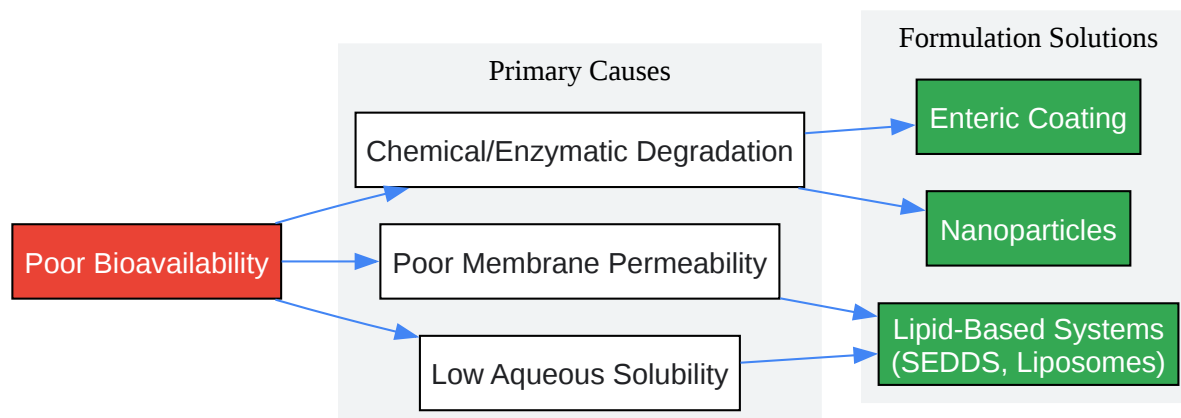 Formulation Solutions
Primary Causes
Enteric Coating
Chemical/Enzymatic Degradation
Nanoparticles
Poor Bioavailability
Poor Membrane Permeability
Lipid-Based Systems
(SEDDS, Liposomes)
Low Aqueous Solubility